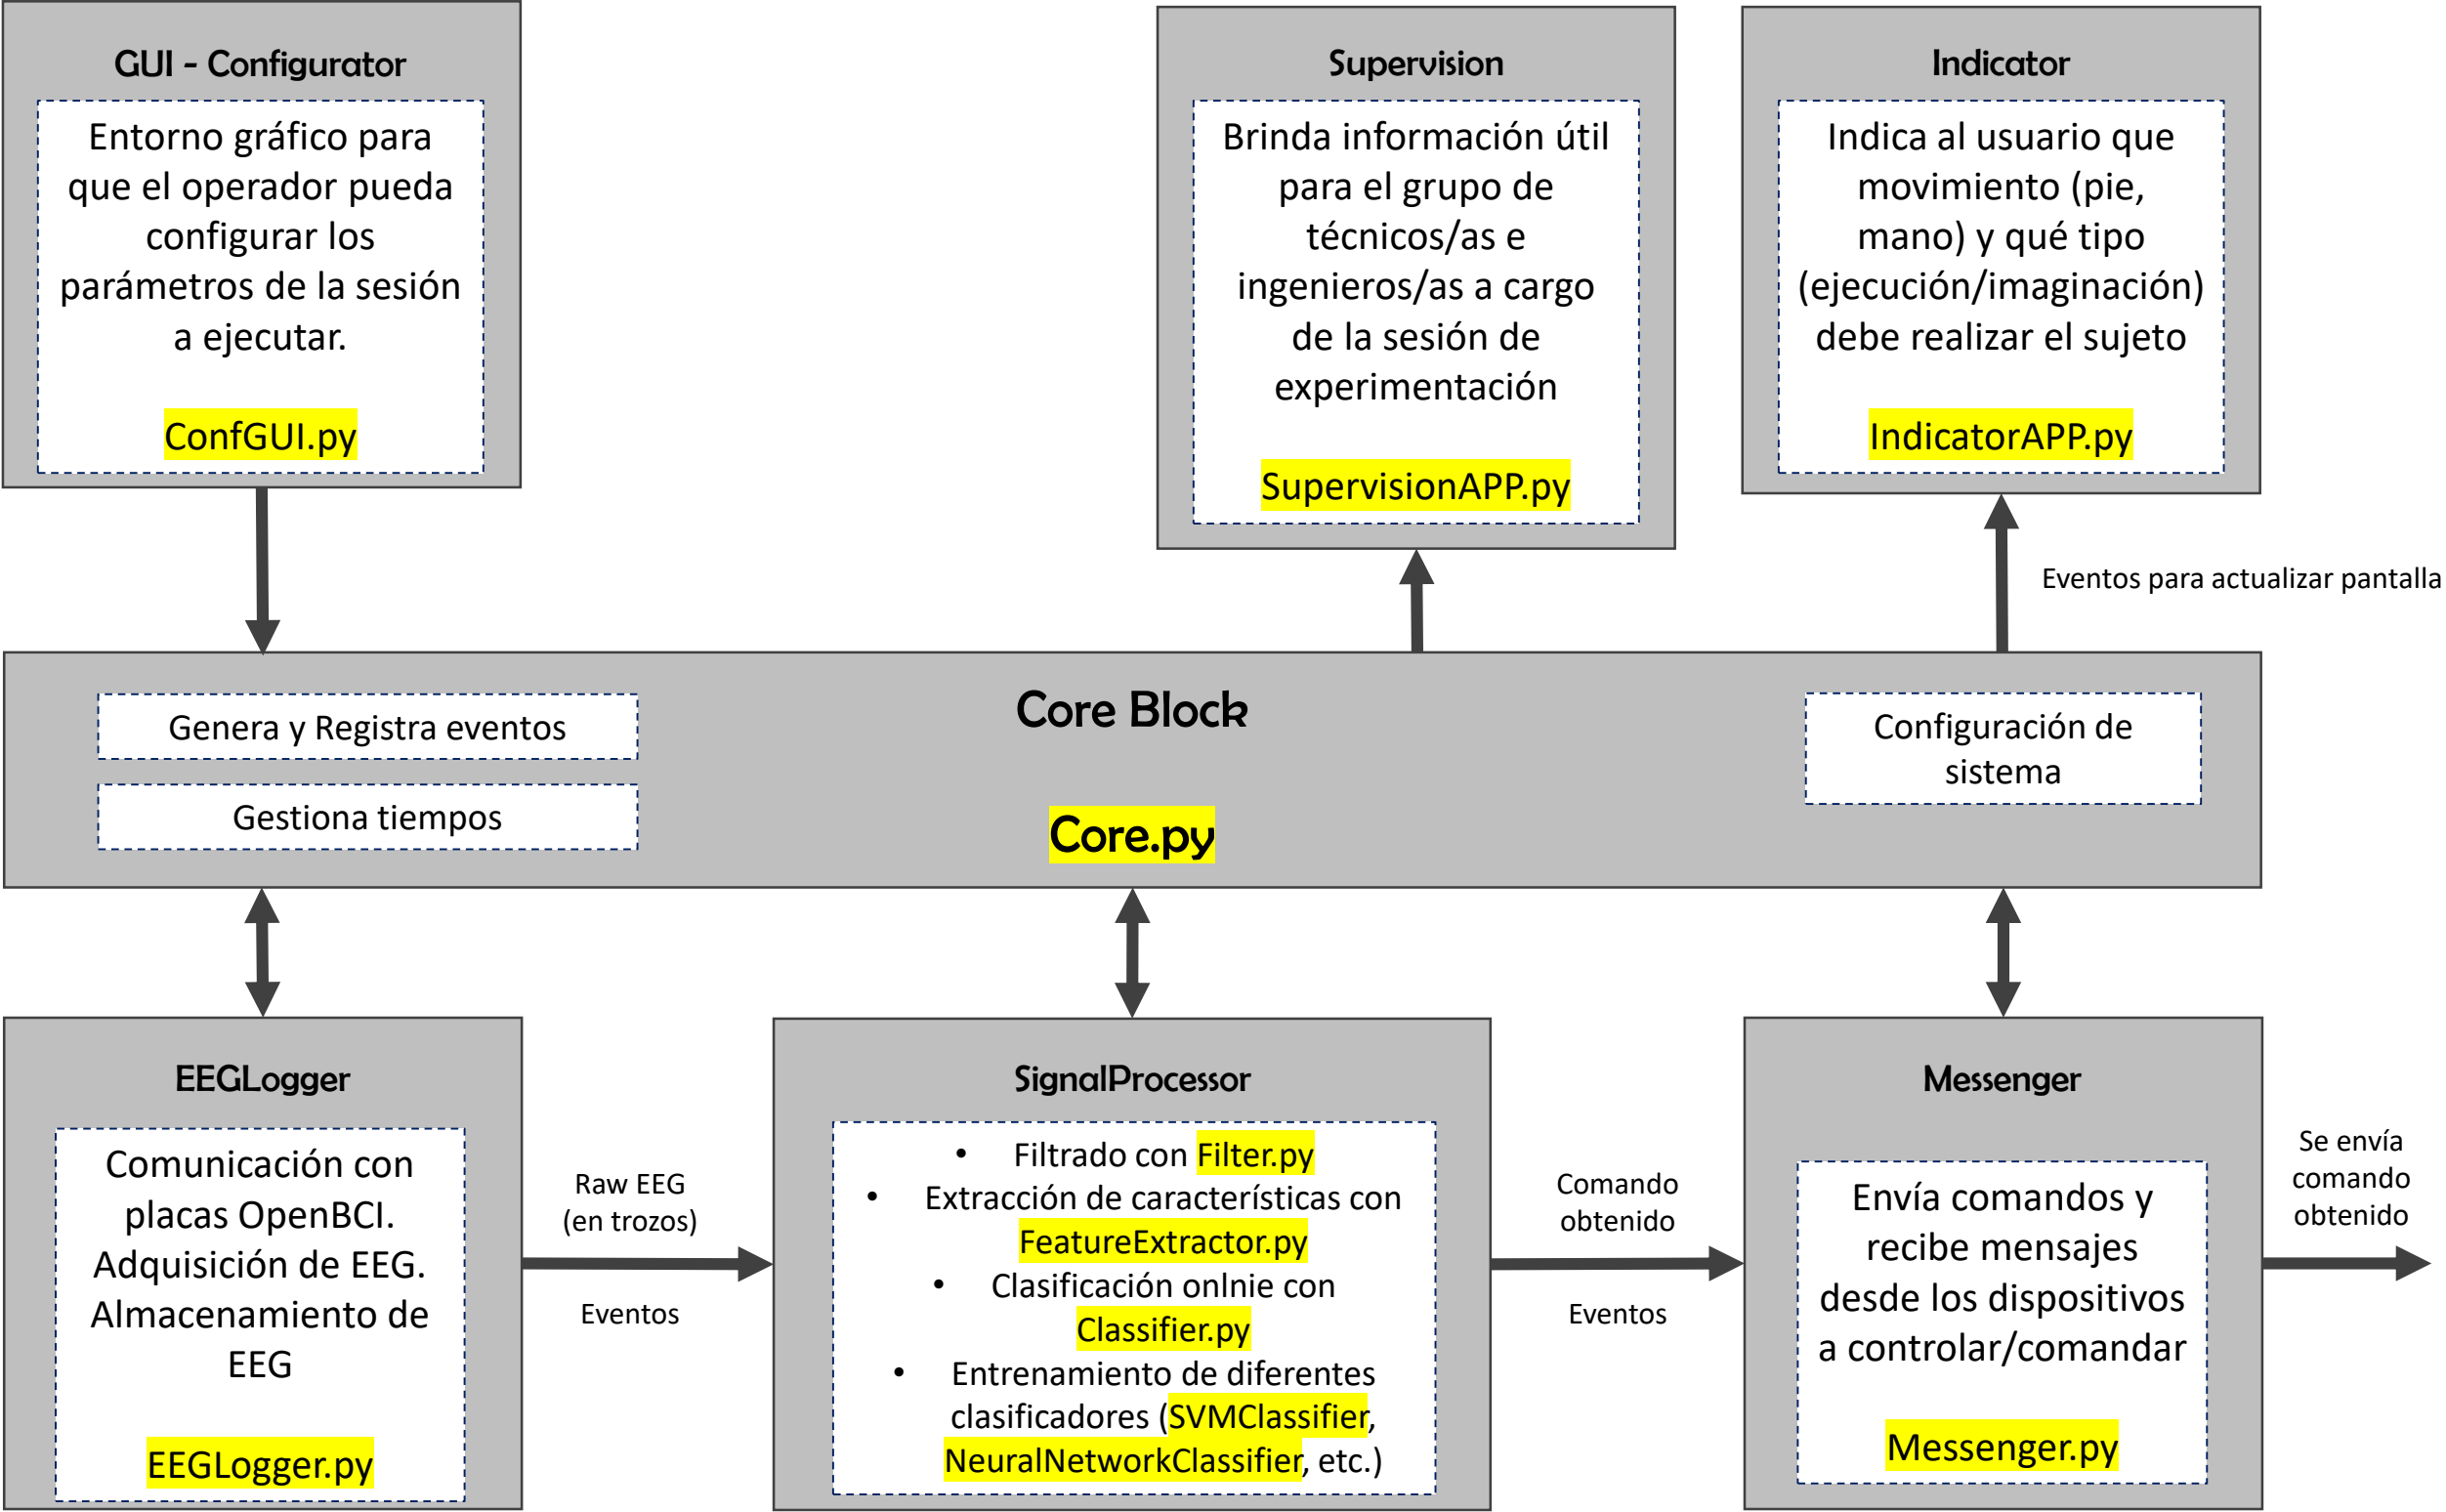 GUI - Configurator
Entorno gráfico para
que el operador pueda
configurar los
parámetros de la sesión
a ejecutar.
ConfGUI.py
Supervision
Brinda información útil
para el grupo de
técnicos/as e
ingenieros/as a cargo
de la sesión de
experimentación
SupervisionAPP.py
Indicator
Indica al usuario que
movimiento (pie,
mano) y qué tipo
(ejecución/imaginación)
debe realizar el sujeto
IndicatorAPP.py
Eventos para actualizar pantalla
Genera y Registra eventos
Gestiona tiempos
Core Block
Core.py
Configuración de
sistema
EEGLogger
Comunicación con
placas OpenBCI.
Adquisición de EEG.
Almacenamiento de
EEG
EEGLogger.py
Raw EEG
(en trozos)
Eventos
SignalProcessor
• Filtrado con Filter.py
• Extracción de características con
FeatureExtractor.py
• Clasificación onlnie con
Classifier.py
• Entrenamiento de diferentes
clasificadores (SVMClassifier,
NeuralNetworkClassifier, etc.)
Comando
obtenido
Eventos
Messenger
Envía comandos y
recibe mensajes
desde los dispositivos
a controlar/comandar
Messenger.py
Se envía
comando
obtenido